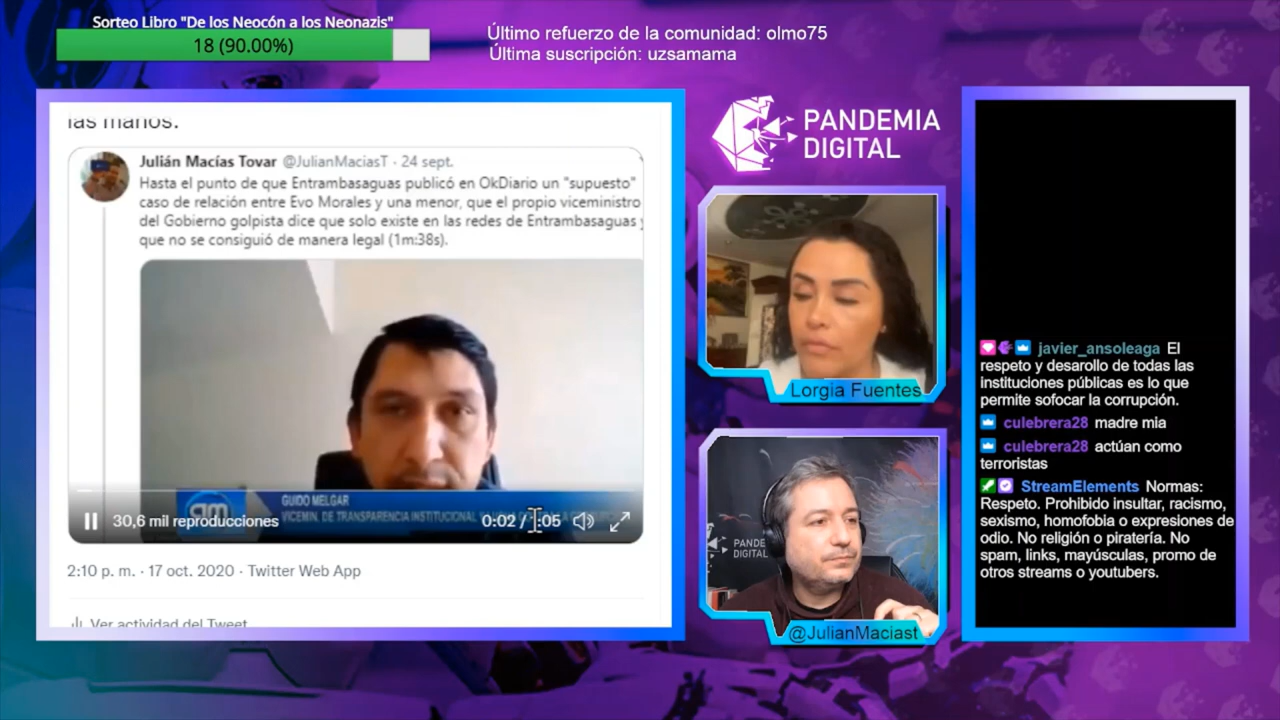 Sorteo Libro "De los Neocón a los Neonazis"
18 (90.00%)
Último refuerzo de la comunidad: olmo75
Última suscripción: uzsamama
las manos.
Julián Macías Tovar @JulianMaciasT · 24 sept.
Hasta el punto de que Entrambasaguas publicó en OkDiario un "supuesto"
caso de relación entre Evo Morales y una menor, que el propio viceministro
del Gobierno golpista dice que solo existe en las redes de Entrambasaguas
que no se consiguió de manera legal (1m:38s).
am
GUIDO MELGAR
VICEMIN. DE TRANSPARENCIA INSTITUCIONAL
30,6 mil reproducciones
0:02 / :05
2:10 p. m. · 17 oct. 2020 · Twitter Web App
Ver actividad del Tweet
PANDEMIA
DIGITAL
Lorgia Fuentes
PANDE
DIGITAL
@JulianMaciast
javier_ansoleaga El
respeto y desarollo de todas las
instituciones públicas es lo que
permite sofocar la corrupción.
culebrera28 madre mia
culebrera28 actúan como
terroristas
StreamElements Normas:
Respeto. Prohibido insultar, racismo,
sexismo, homofobia o expresiones de
odio. No religión o piratería. No
spam, links, mayúsculas, promo de
otros streams o youtubers.